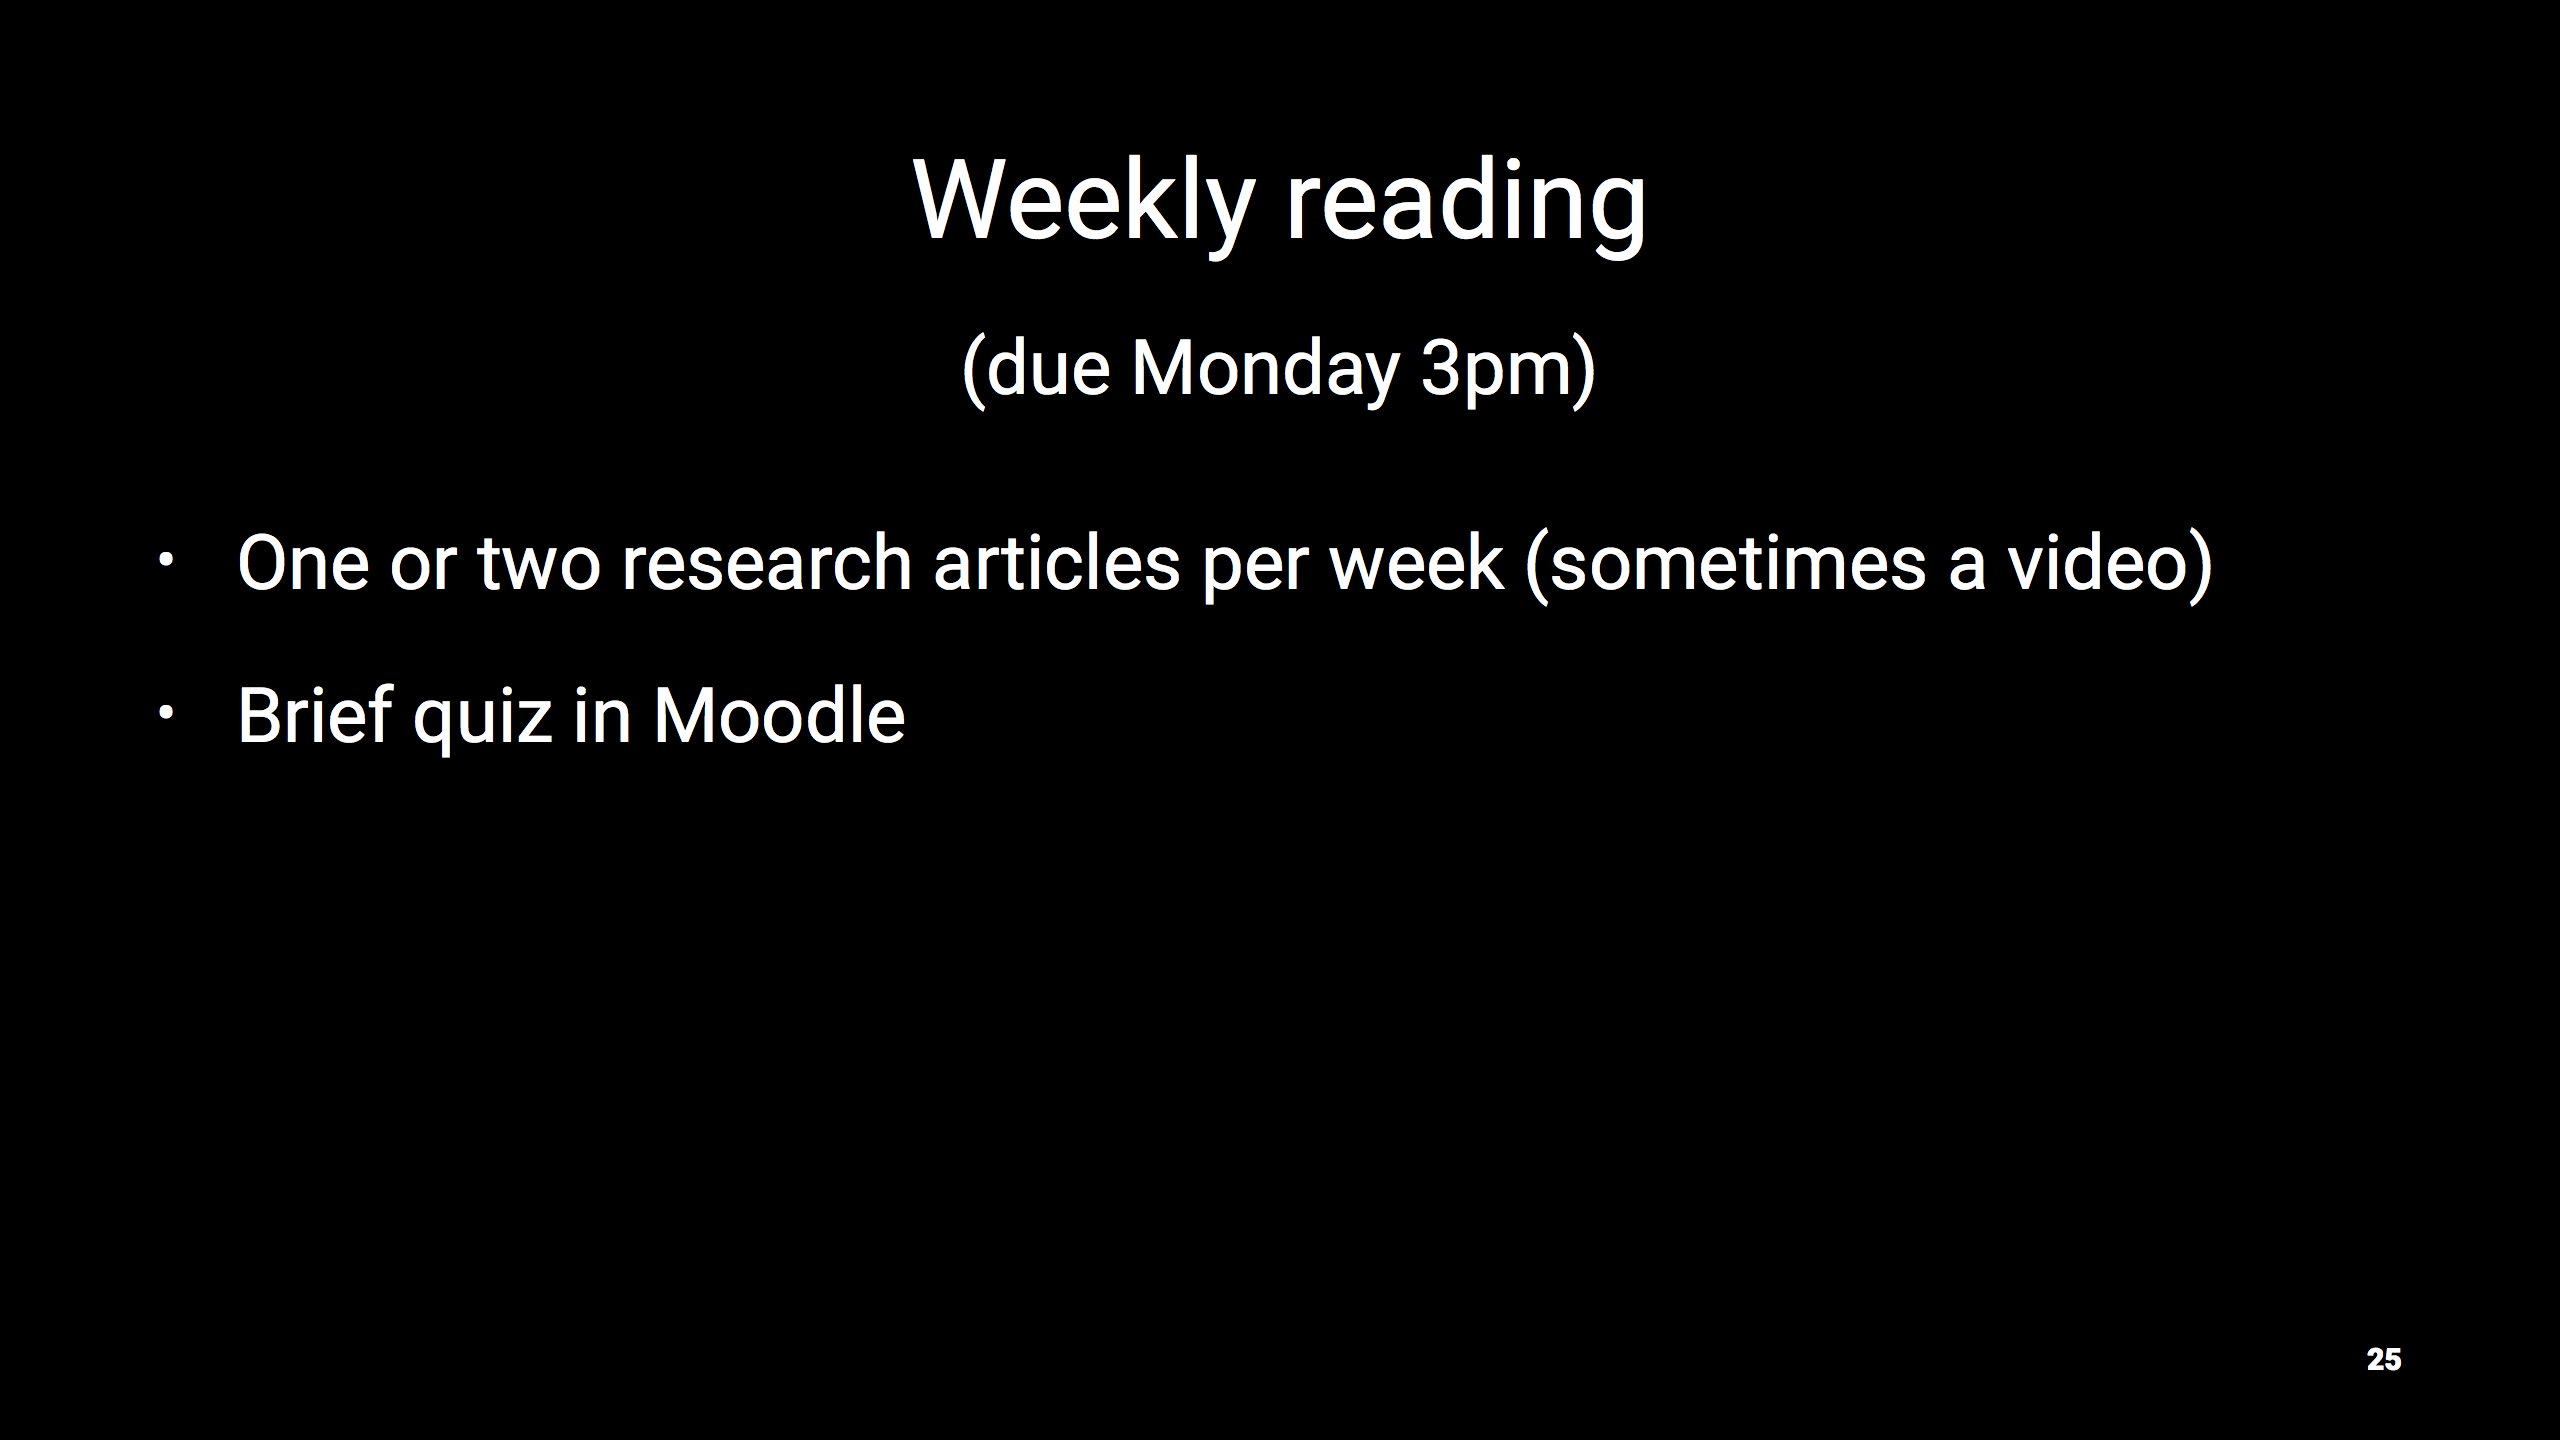 Weekly reading
(due Monday 3pm)
• One or two research articles per week (sometimes a video)
• Brief quiz in Moodle
25